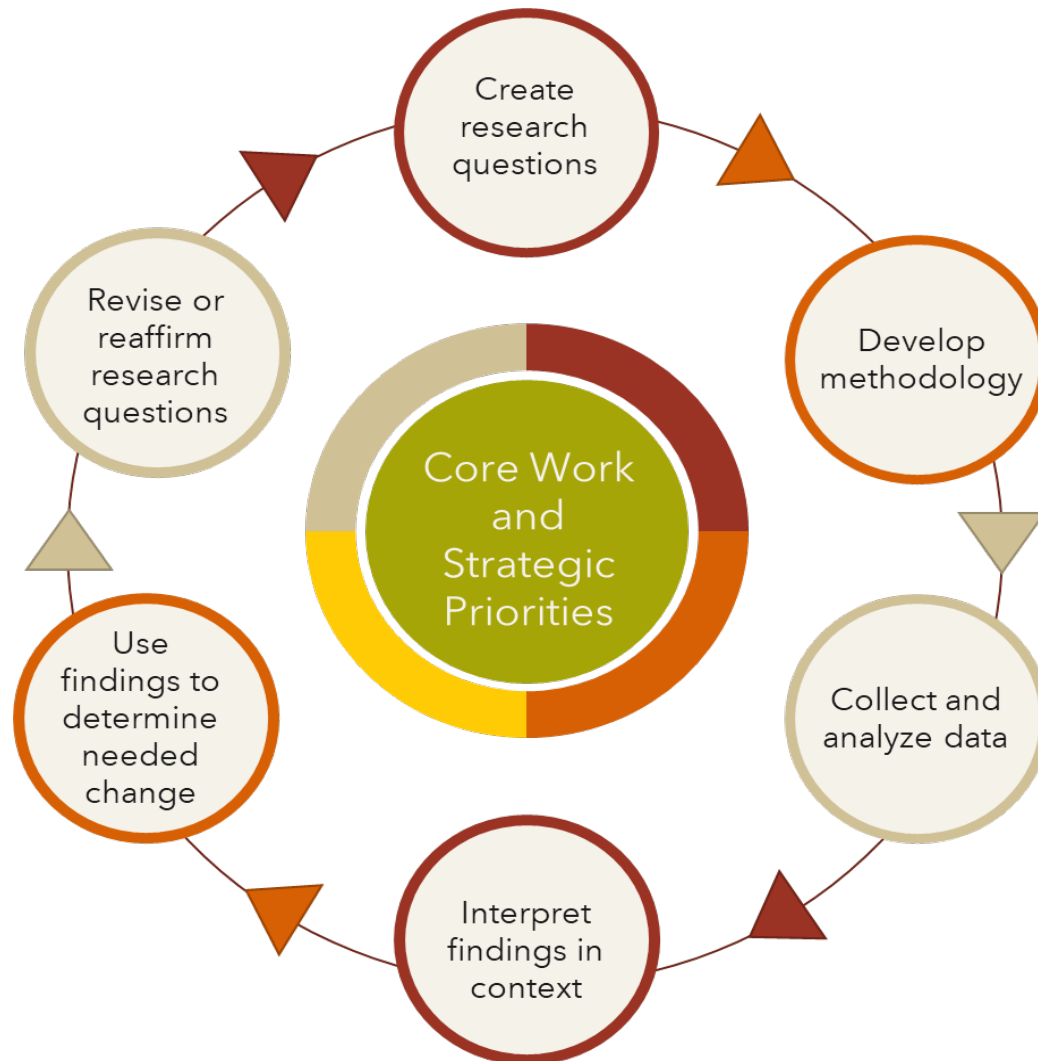 Create
research
questions
Develop
methodology
Collect and
analyze data
Interpret
findings in
context
Use
findings to
determine
needed
change
Revise or
reaffirm
research
questions
Core Work
and
Strategic
Priorities